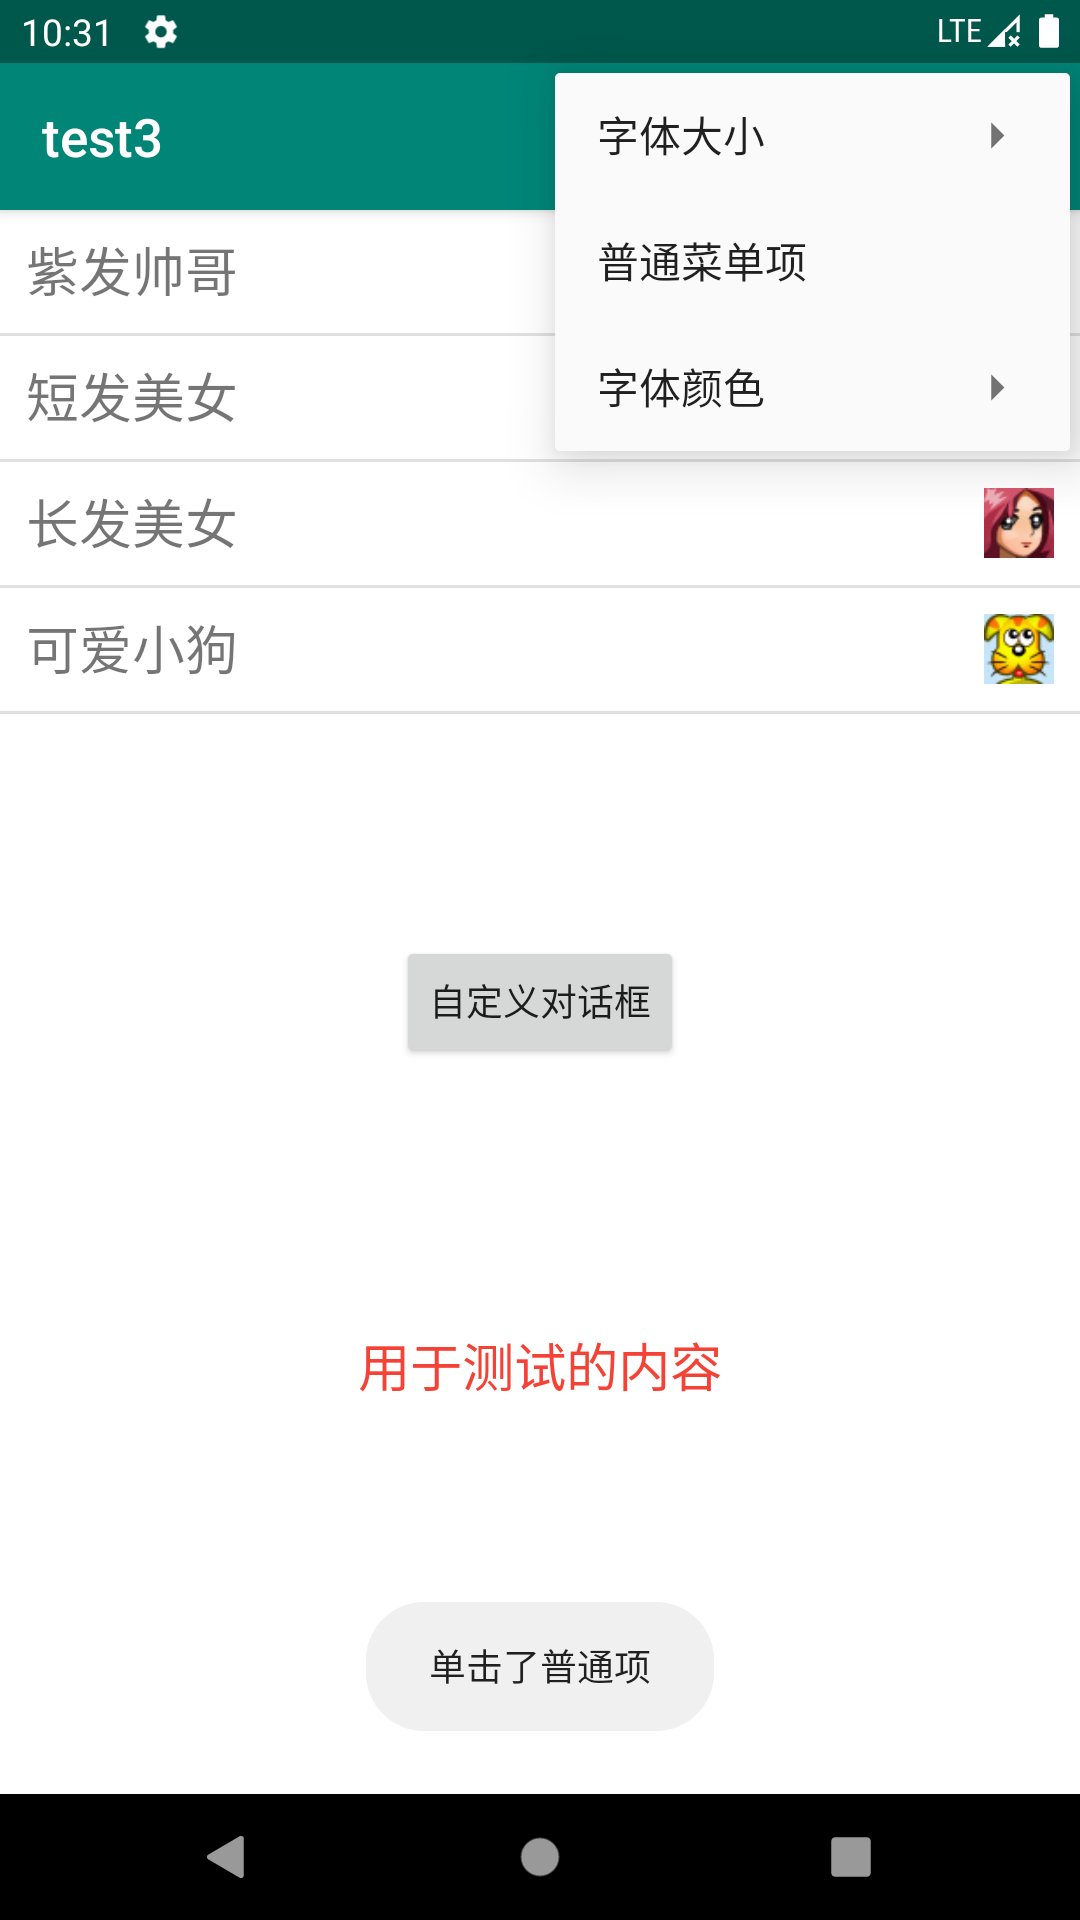 10:31
LTE
test3
字体大小
普通菜单项
字体颜色
紫发帅哥
短发美女
长发美女
可爱小狗
自定义对话框
用于测试的内容
单击了普通项